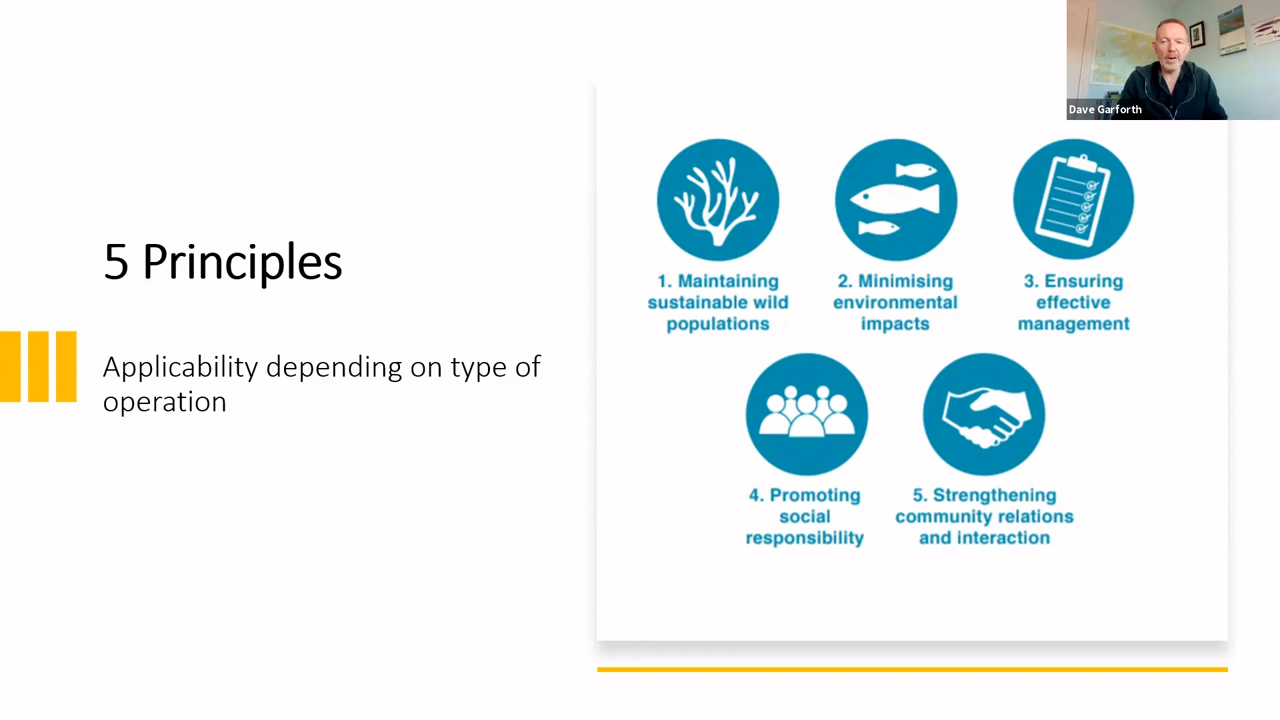 Dave Garforth
5 Principles
Applicability depending on type of
operation
1. Maintaining
sustainable wild
populations
2. Minimising
environmental
impacts
3. Ensuring
effective
management
4. Promoting
social
responsibility
5. Strengthening
community relations
and interaction